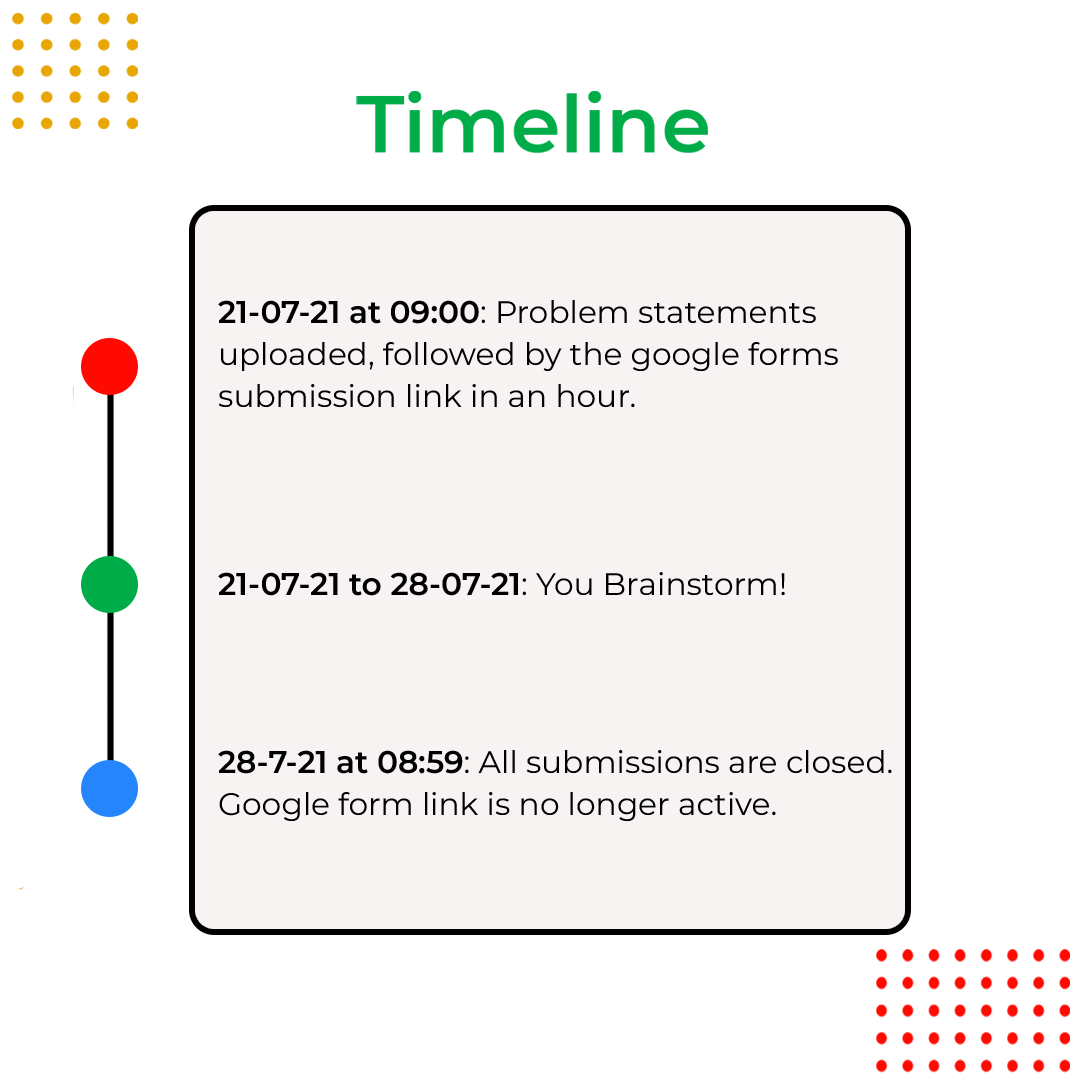 Timeline
21-07-21 at 09:00: Problem statements
uploaded, followed by the google forms
submission link in an hour.
21-07-21 to 28-07-21: You Brainstorm!
28-7-21 at 08:59: All submissions are closed.
Google form link is no longer active.